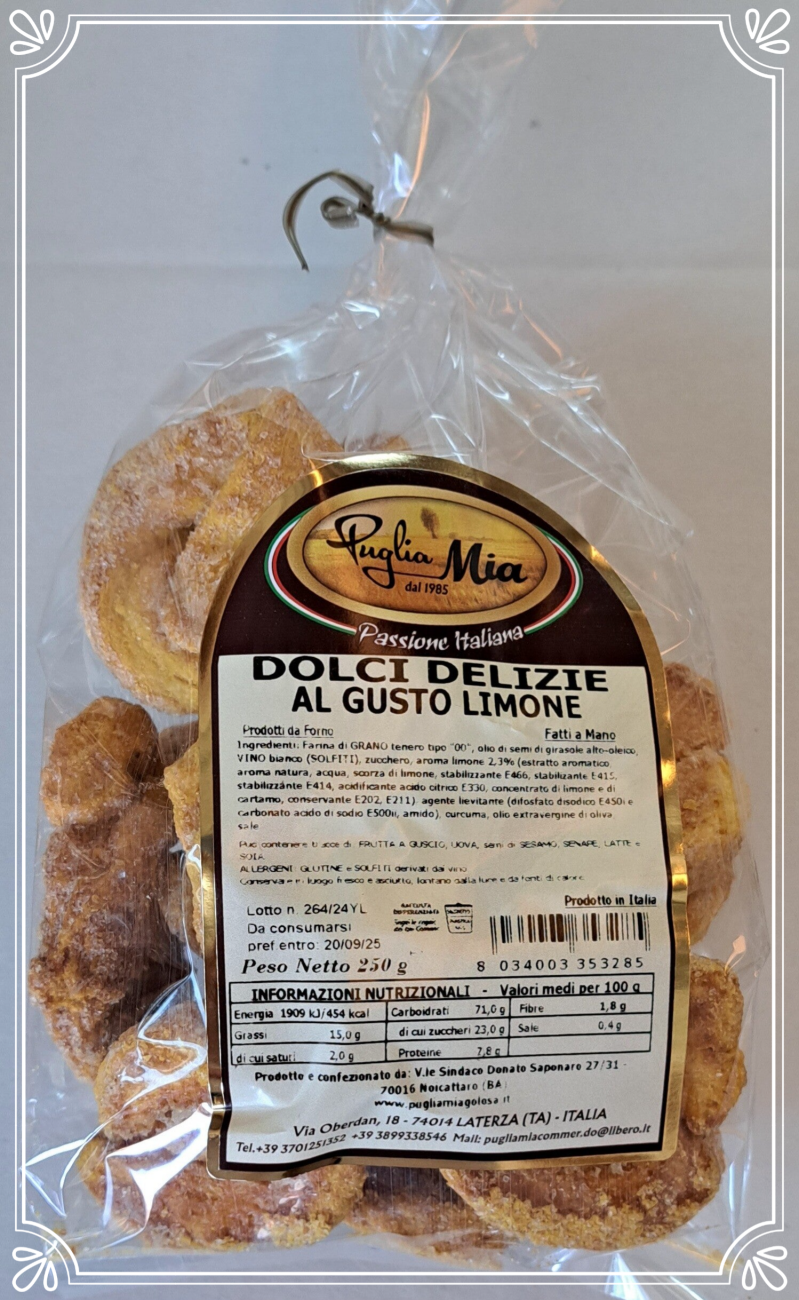 Puglia Mia
dal 1985
Passione Italiana
DOLCI DELIZIE
AL GUSTO LIMONE
Prodotti da Forno Fatti a Mano
Ingredienti: Farina di GRANO tenero tipo "00", olio di semi di girasole alto-oleico,
VINO bianco (SOLFITI), zucchero, aroma limone 2,3% (estratto aromatico
aroma natura, acqua, scorza di limone, stabilizzante E466, stabilizante E415,
stabilizzante E414, acidificante acido citrico E330, concentrato di limone e di
cartamo, conservante E202, E211). agente lievitante (difosfato disodico E450i e
carbonato acido di sodio E500ii, amido), curcuma, olio extravergine di oliva
sale
Può contenere tracce di: FRUTTA A GUSCIO, UOVA, semi di SESAMO, SENAPE, LATTE e
SOIA
ALLERGENI: GLUTINE e SOLFITI derivati dal vino
Conservare in luogo fresco e asciutto, lontano dalla luce e da fonti di calore
Prodotto in Italia
Lotto n. 264/24YL
Da consumarsi
pref.entro: 20/09/25
RACCOLTA
DIFFERENZIATA
Peso Netto 250 g
8 034003 353285
INFORMAZIONI NUTRIZIONALI - Valori medi per 100 g
Energia 1909 kJ/454 kcal Carboidrati 71,0 g Fibre 1,8 g
Grassi 15,0 g di cui zuccheri 23,0 g Sale 0,4 g
di cui saturi 2,0 g Proteine 7,8 g
Prodotto e confezionato da: V.le Sindaco Donato Saponaro 27/31 -
70016 Noicattaro (BA)
www.pugliamiagolosa.it
Via Oberdan, 18 - 74014 LATERZA (TA) - ITALIA
Tel.+39 3701251352 +39 3899338546 Mail: pugliamiacommer.do@libero.it